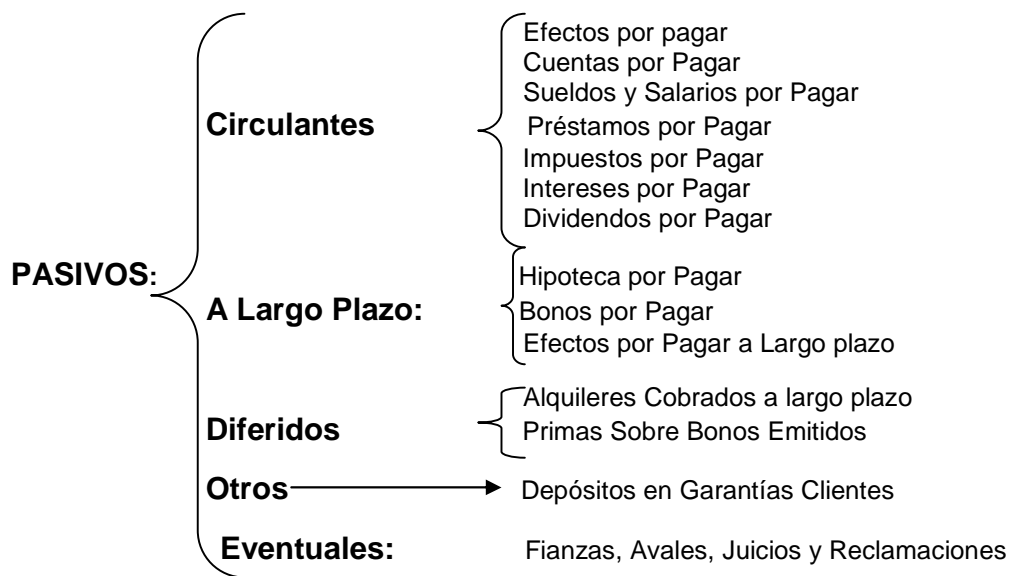 PASIVOS:
Circulantes
Efectos por pagar
Cuentas por Pagar
Sueldos y Salarios por Pagar
Préstamos por Pagar
Impuestos por Pagar
Intereses por Pagar
Dividendos por Pagar
A Largo Plazo:
Hipoteca por Pagar
Bonos por Pagar
Efectos por Pagar a Largo plazo
Diferidos
Alquileres Cobrados a largo plazo
Primas Sobre Bonos Emitidos
Otros
Depósitos en Garantías Clientes
Eventuales:
Fianzas, Avales, Juicios y Reclamaciones